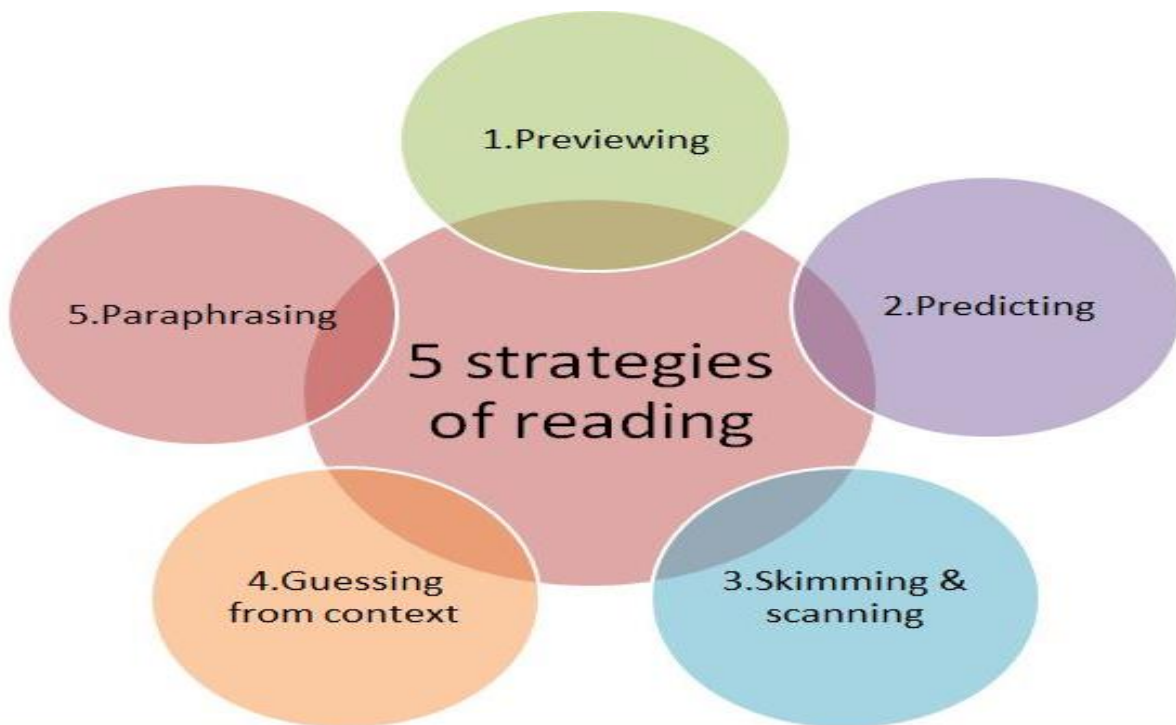 5 strategies
of reading
1.Previewing
2.Predicting
3.Skimming &
scanning
4.Guessing
from context
5.Paraphrasing